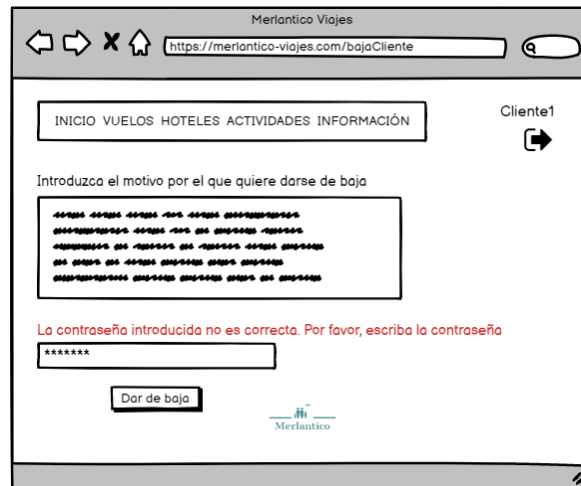 Merlantico Viajes
https://merlantico-viajes.com/bajaCliente
INICIO VUELOS HOTELES ACTIVIDADES INFORMACIÓN
Cliente1
Introduzca el motivo por el que quiere darse de baja
La contraseña introducida no es correcta. Por favor, escriba la contraseña
*******
Dar de baja
Merlantico